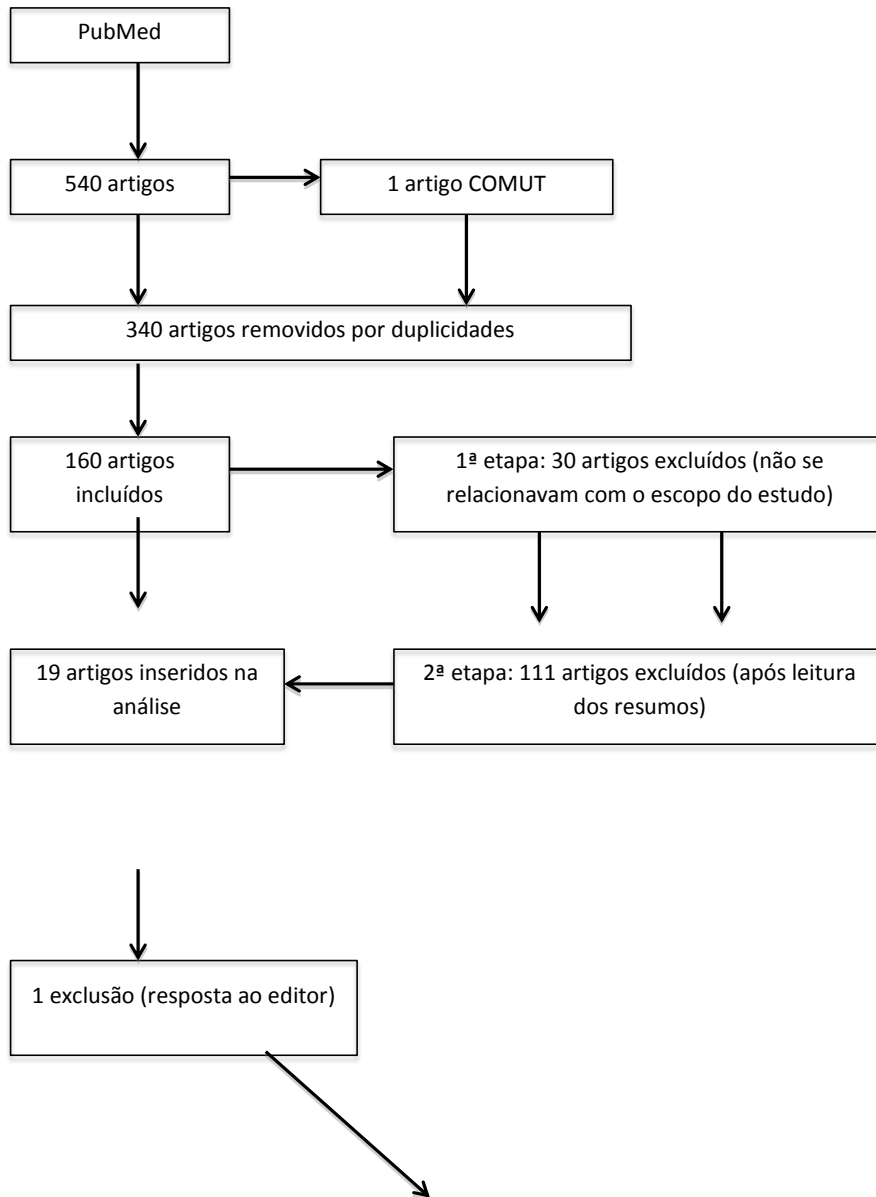 PubMed
540 artigos
1 artigo COMUT
340 artigos removidos por duplicidades
160 artigos
incluídos
1ª etapa: 30 artigos excluídos (não se
relacionavam com o escopo do estudo)
19 artigos inseridos na
análise
2ª etapa: 111 artigos excluídos (após leitura
dos resumos)
1 exclusão (resposta ao editor)